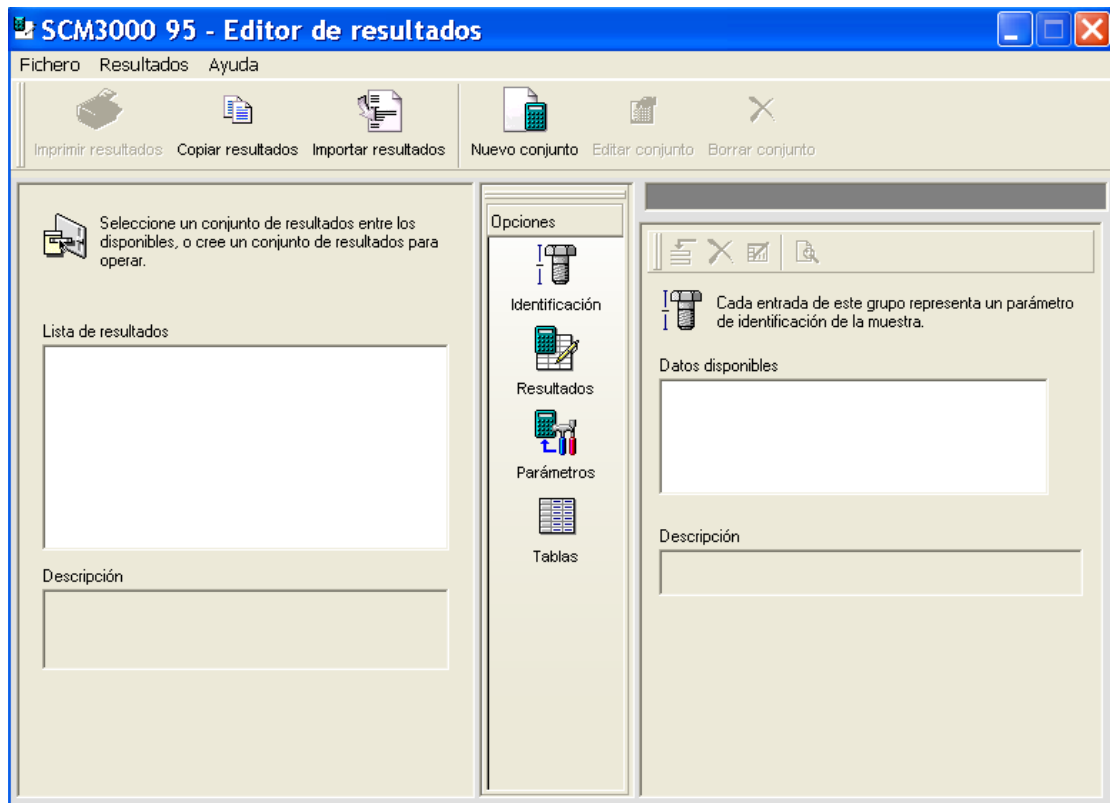 SCM3000 95 - Editor de resultados
Fichero Resultados Ayuda
Imprimir resultados Copiar resultados Importar resultados Nuevo conjunto Editar conjunto Borrar conjunto
Seleccione un conjunto de resultados entre los
disponibles, o cree un conjunto de resultados para
operar.
Lista de resultados
Descripción
Opciones
Identificación
Resultados
Parámetros
Tablas
Cada entrada de este grupo representa un parámetro
de identificación de la muestra.
Datos disponibles
Descripción